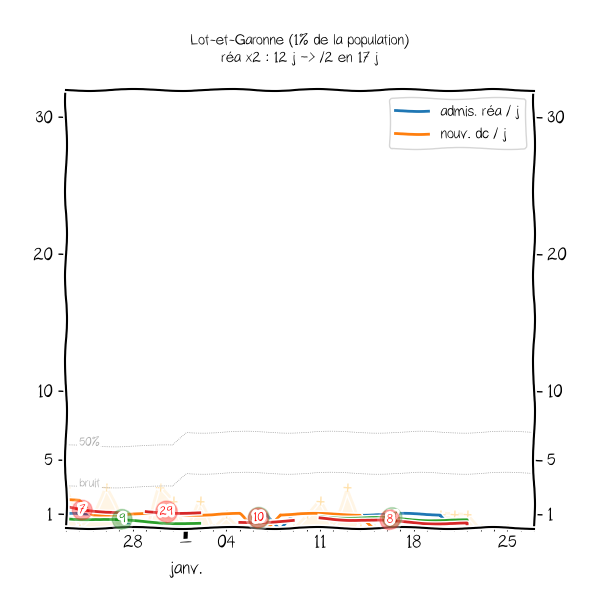 Lot-et-Garonne (1% de la population)
réa x2 : 12 j -> /2 en 17 j
admis. réa / j
nouv. dc / j
30 30
20 20
10 10
50%
5 5
bruit
1 1
7 9 29 10 8
28 1 04 11 18 25
janv.